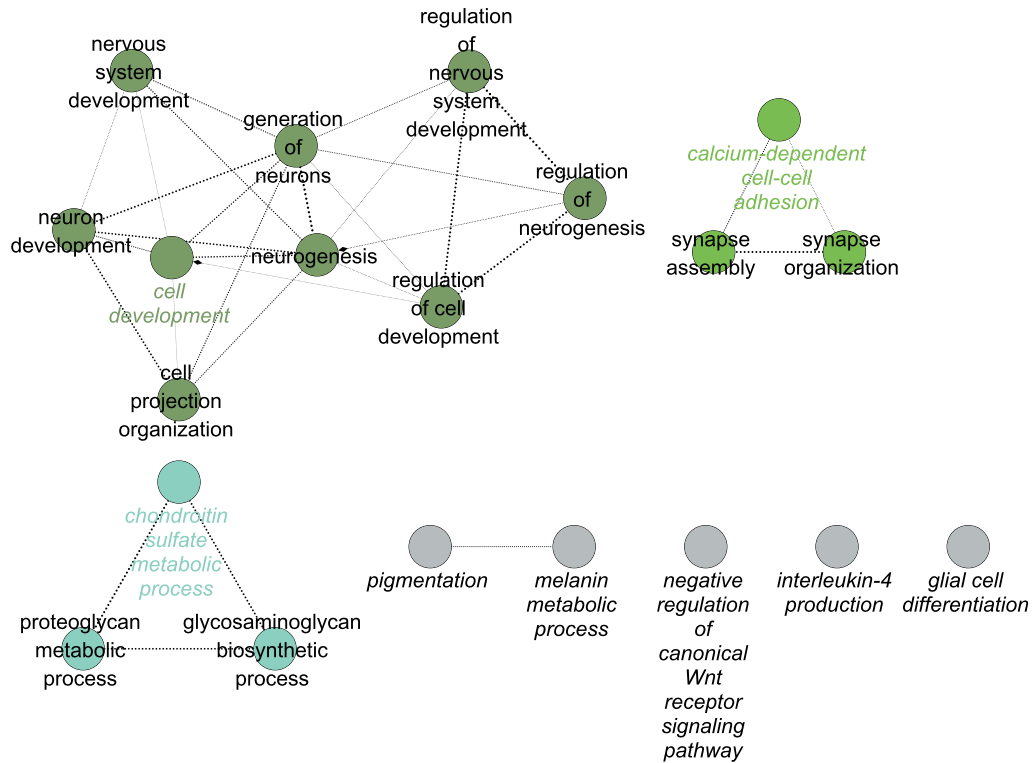 nervous
system
development
regulation
of
nervous
system
development
generation
of
neurons
regulation
of
neurogenesis
neuron
development
cell
development
neurogenesis
regulation
of cell
development
cell
projection
organization
calcium-dependent
cell-cell
adhesion
synapse
assembly
synapse
organization
chondroitin
sulfate
metabolic
process
proteoglycan
metabolic
process
glycosaminoglycan
biosynthetic
process
pigmentation
melanin
metabolic
process
negative
regulation
of
canonical
Wnt
receptor
signaling
pathway
interleukin-4
production
glial cell
differentiation